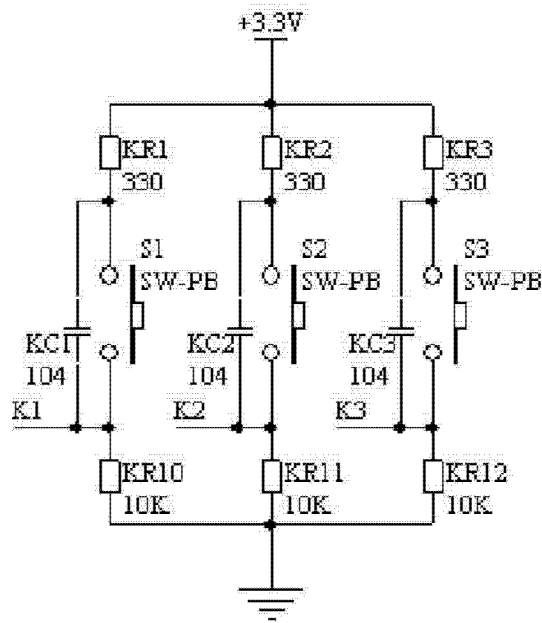 +3.3V
KR1 KR2 KR3
330 330 330
S1 S2 S3
SW-PB SW-PB SW-PB
KC1 KC2 KC3
104 104 104
K1 K2 K3
KR10 KR11 KR12
10K 10K 10K